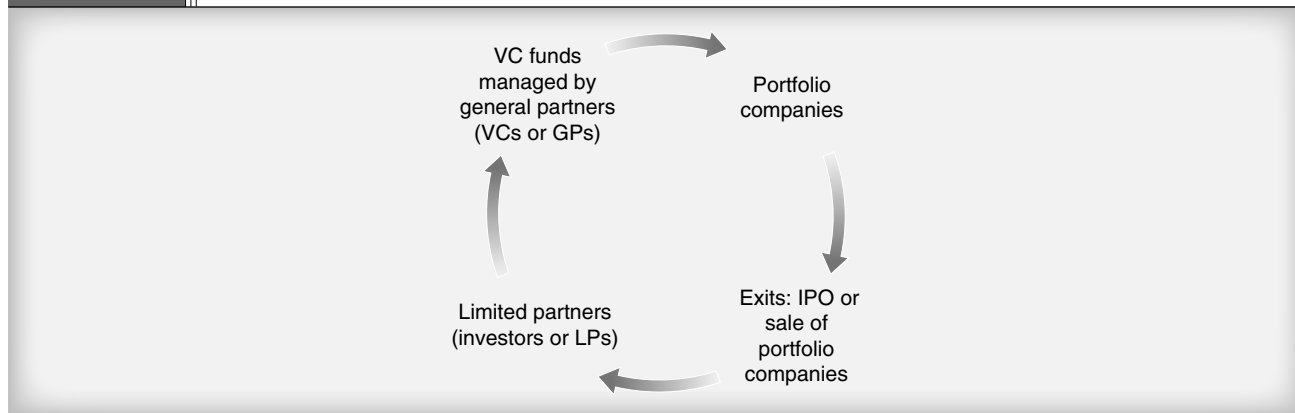 VC funds
managed by
general partners
(VCs or GPs)
Portfolio
companies
Exits: IPO or
sale of
portfolio
companies
Limited partners
(investors or LPs)